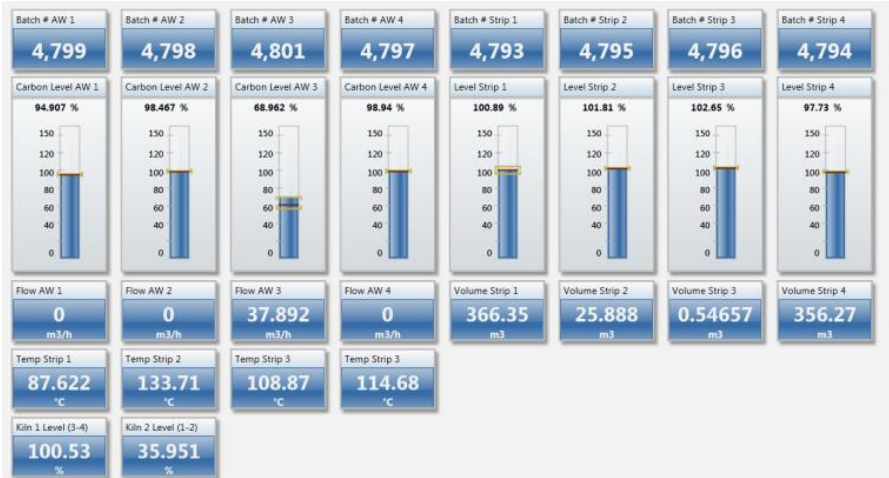 Batch # AW 1 Batch # AW 2 Batch # AW 3 Batch # AW 4 Batch # Strip 1 Batch # Strip 2 Batch # Strip 3 Batch # Strip 4
4,799 4,798 4,801 4,797 4,793 4,795 4,796 4,794
Carbon Level AW 1 Carbon Level AW 2 Carbon Level AW 3 Carbon Level AW 4 Level Strip 1 Level Strip 2 Level Strip 3 Level Strip 4
94.907 % 98.467 % 68.962 % 98.94 % 100.89 % 101.81 % 102.65 % 97.73 %
150 150 150 150 150 150 150 150
120 120 120 120 120 120 120 120
100 100 100 100 100 100 100 100
80 80 80 80 80 80 80 80
60 60 60 60 60 60 60 60
40 40 40 40 40 40 40 40
0 0 0 0 0 0 0 0
Flow AW 1 Flow AW 2 Flow AW 3 Flow AW 4 Volume Strip 1 Volume Strip 2 Volume Strip 3 Volume Strip 4
0 0 37.892 0 366.35 25.888 0.54657 356.27
m3/h m3/h m3/h m3/h m3 m3 m3 m3
Temp Strip 1 Temp Strip 2 Temp Strip 3 Temp Strip 3
87.622 133.71 108.87 114.68
°C °C °C °C
Kiln 1 Level (3-4) Kiln 2 Level (1-2)
100.53 35.951
% %